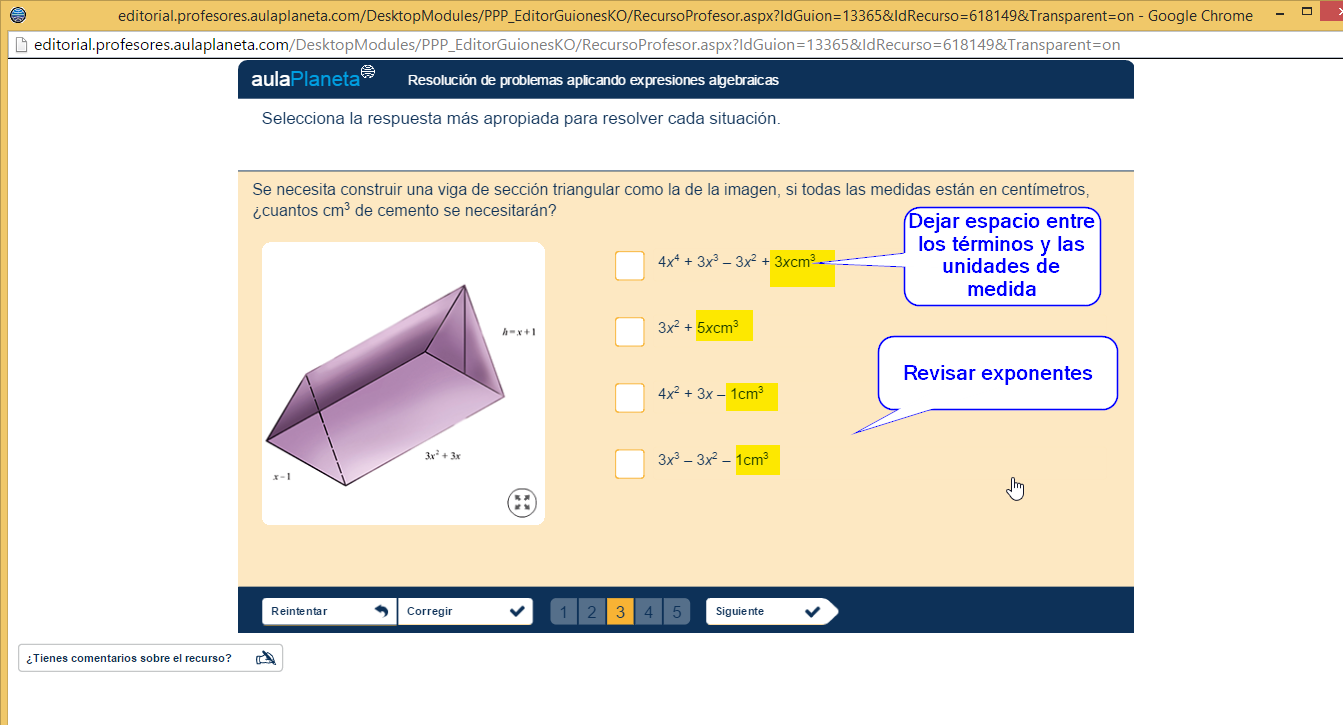 editorial.profesores.aulaplaneta.com/DesktopModules/PPP_EditorGuionesKO/RecursoProfesor.aspx?IdGuion=13365&IdRecurso=618149&Transparent=on - Google Chrome
editorial.profesores.aulaplaneta.com/DesktopModules/PPP_EditorGuionesKO/RecursoProfesor.aspx?IdGuion=13365&IdRecurso=618149&Transparent=on
aulaPlaneta
Resolución de problemas aplicando expresiones algebraicas
Selecciona la respuesta más apropiada para resolver cada situación.
Se necesita construir una viga de sección triangular como la de la imagen, si todas las medidas están en centímetros,
¿cuantos cm³ de cemento se necesitarán?
h = x + 1
3x² + 3x
x − 1
4x⁴ + 3x³ – 3x² + 3xcm³
3x² + 5xcm³
4x² + 3x – 1cm³
3x³ – 3x² – 1cm³
Dejar espacio entre
los términos y las
unidades de
medida
Revisar exponentes
Reintentar
Corregir
1 2 3 4 5
Siguiente
¿Tienes comentarios sobre el recurso?